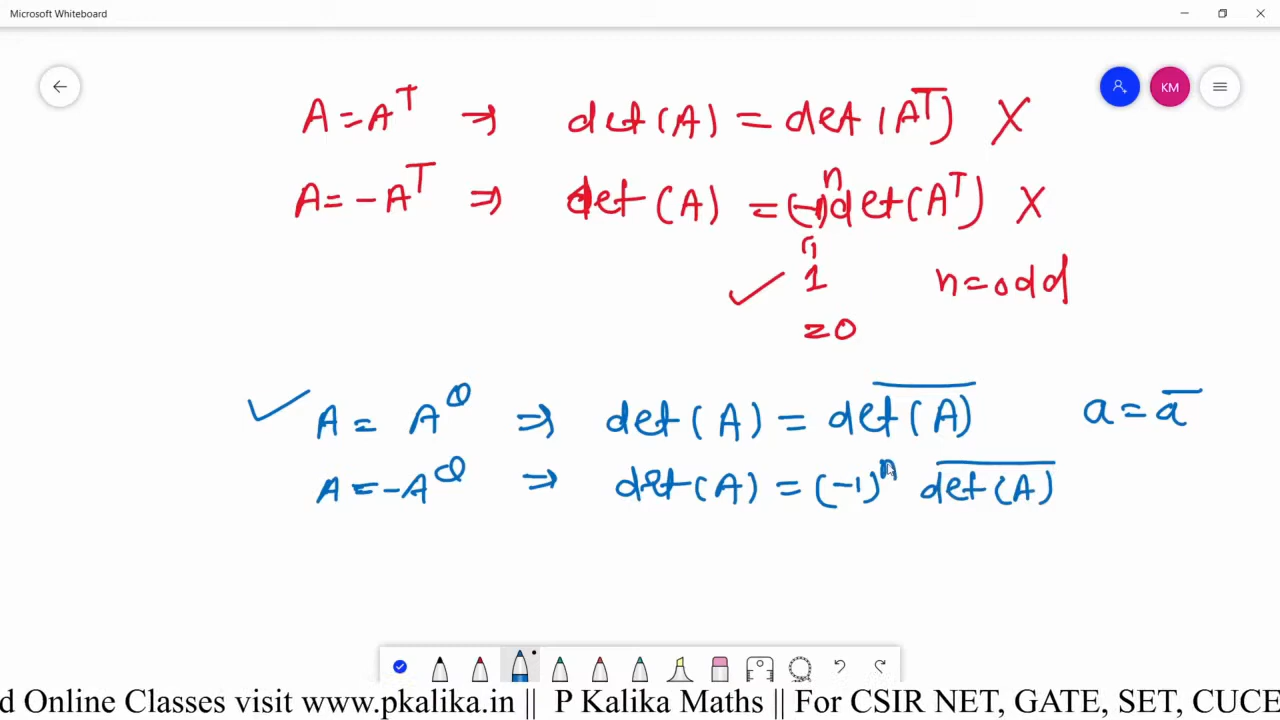 Microsoft Whiteboard
KM
A = A^T ⇒ det(A) = det(A^T) X
A = -A^T ⇒ det(A) = (-1)^n det(A^T) X
✓ 1 n = odd
= 0
✓ A = A^θ ⇒ det(A) = \overline{det(A)} a = \overline{a}
A = -A^θ ⇒ det(A) = (-1)^n \overline{det(A)}
d Online Classes visit www.pkalika.in || P Kalika Maths || For CSIR NET, GATE, SET, CUCE